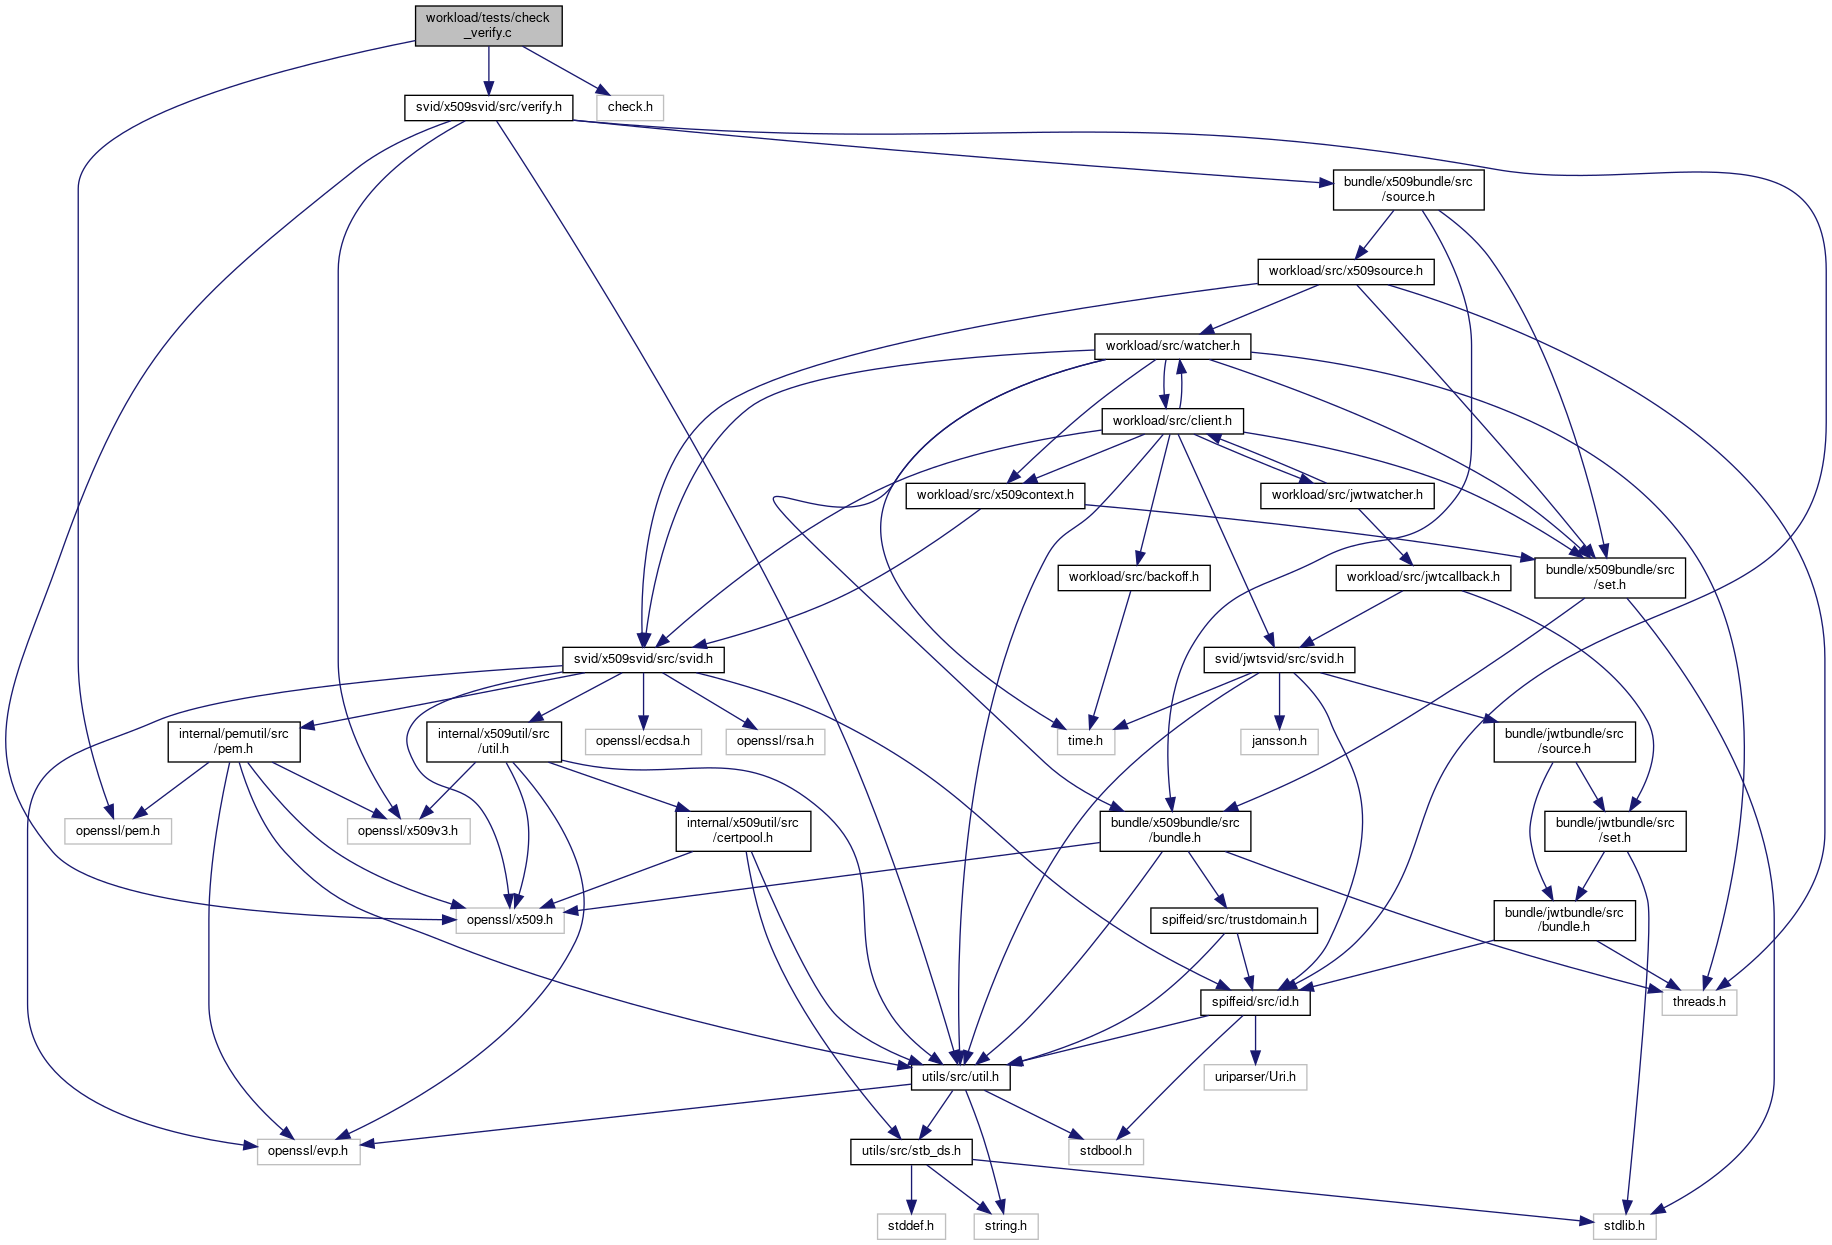 workload/tests/check
_verify.c
svid/x509svid/src/verify.h
check.h
bundle/x509bundle/src
/source.h
workload/src/x509source.h
workload/src/watcher.h
workload/src/client.h
workload/src/x509context.h
workload/src/jwtwatcher.h
workload/src/backoff.h
workload/src/jwtcallback.h
bundle/x509bundle/src
/set.h
svid/x509svid/src/svid.h
svid/jwtsvid/src/svid.h
internal/pemutil/src
/pem.h
internal/x509util/src
/util.h
openssl/ecdsa.h
openssl/rsa.h
time.h
jansson.h
bundle/jwtbundle/src
/source.h
openssl/pem.h
openssl/x509v3.h
internal/x509util/src
/certpool.h
bundle/x509bundle/src
/bundle.h
bundle/jwtbundle/src
/set.h
openssl/x509.h
spiffeid/src/trustdomain.h
bundle/jwtbundle/src
/bundle.h
spiffeid/src/id.h
threads.h
utils/src/util.h
uriparser/Uri.h
openssl/evp.h
utils/src/stb_ds.h
stdbool.h
stddef.h
string.h
stdlib.h